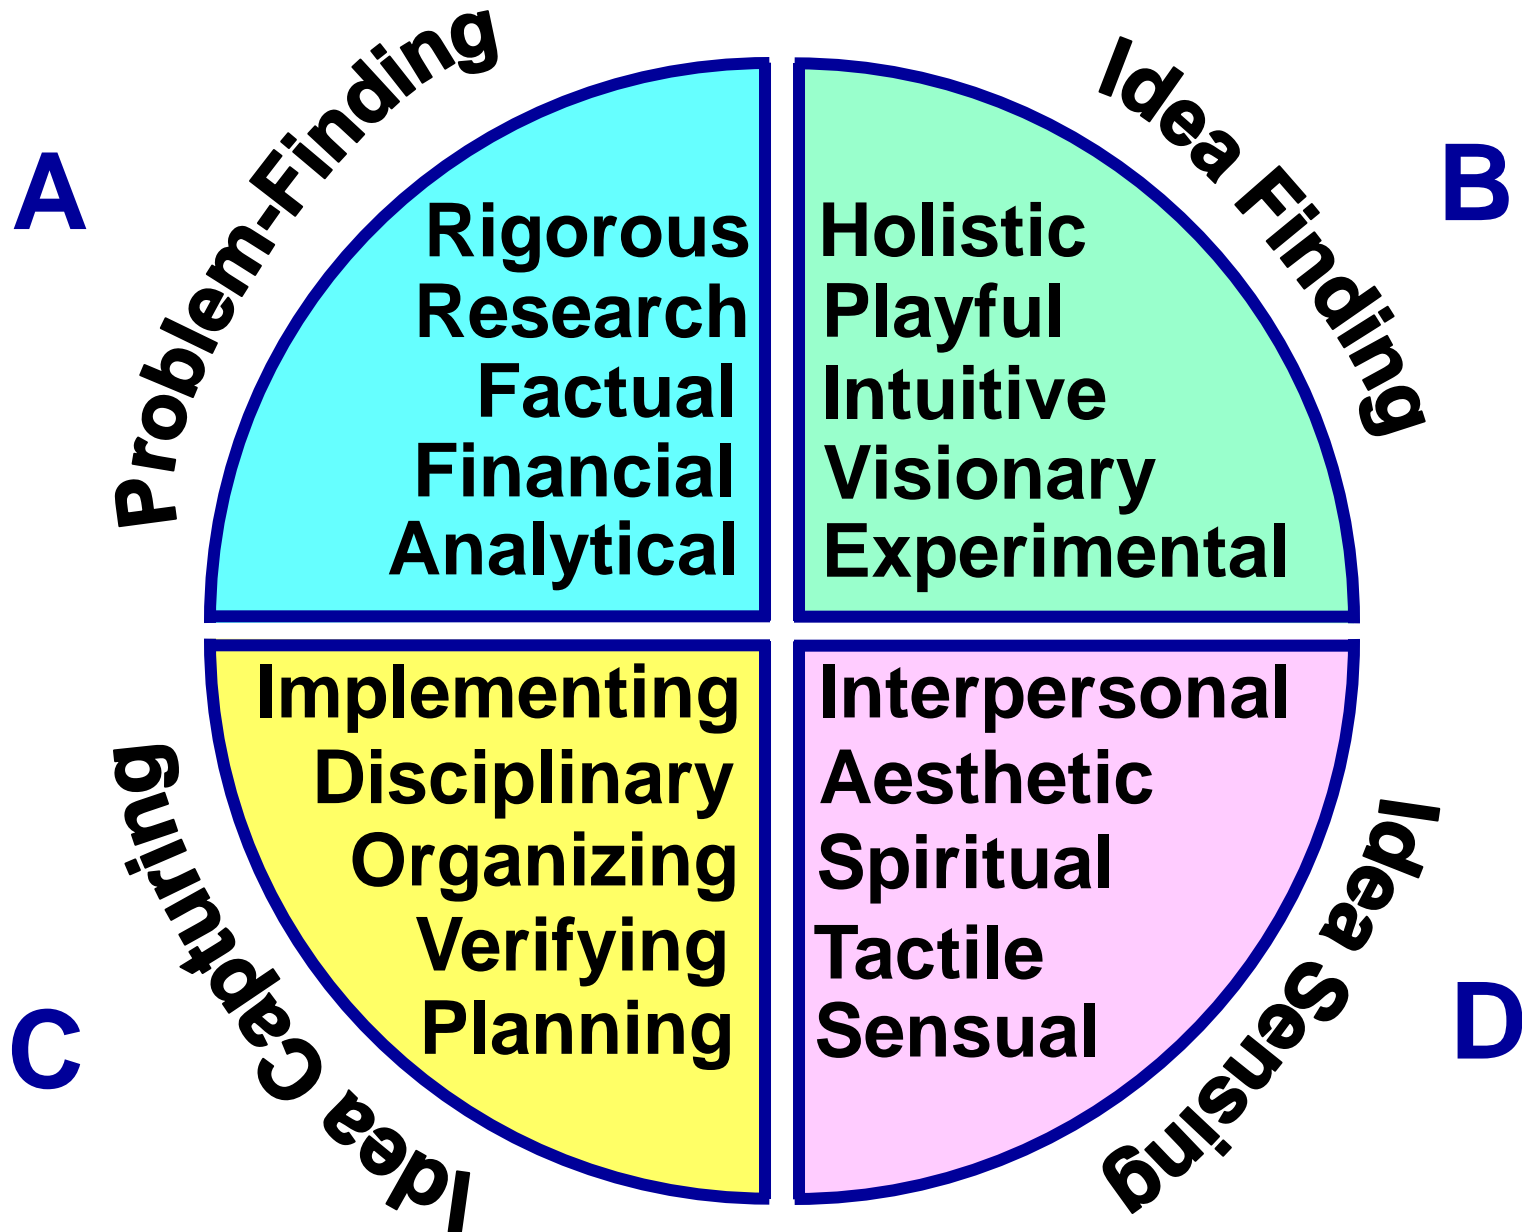 A
Problem-Finding
Rigorous
Research
Factual
Financial
Analytical
B
Idea Finding
Holistic
Playful
Intuitive
Visionary
Experimental
C
Idea Capturing
Implementing
Disciplinary
Organizing
Verifying
Planning
D
Idea Sensing
Interpersonal
Aesthetic
Spiritual
Tactile
Sensual